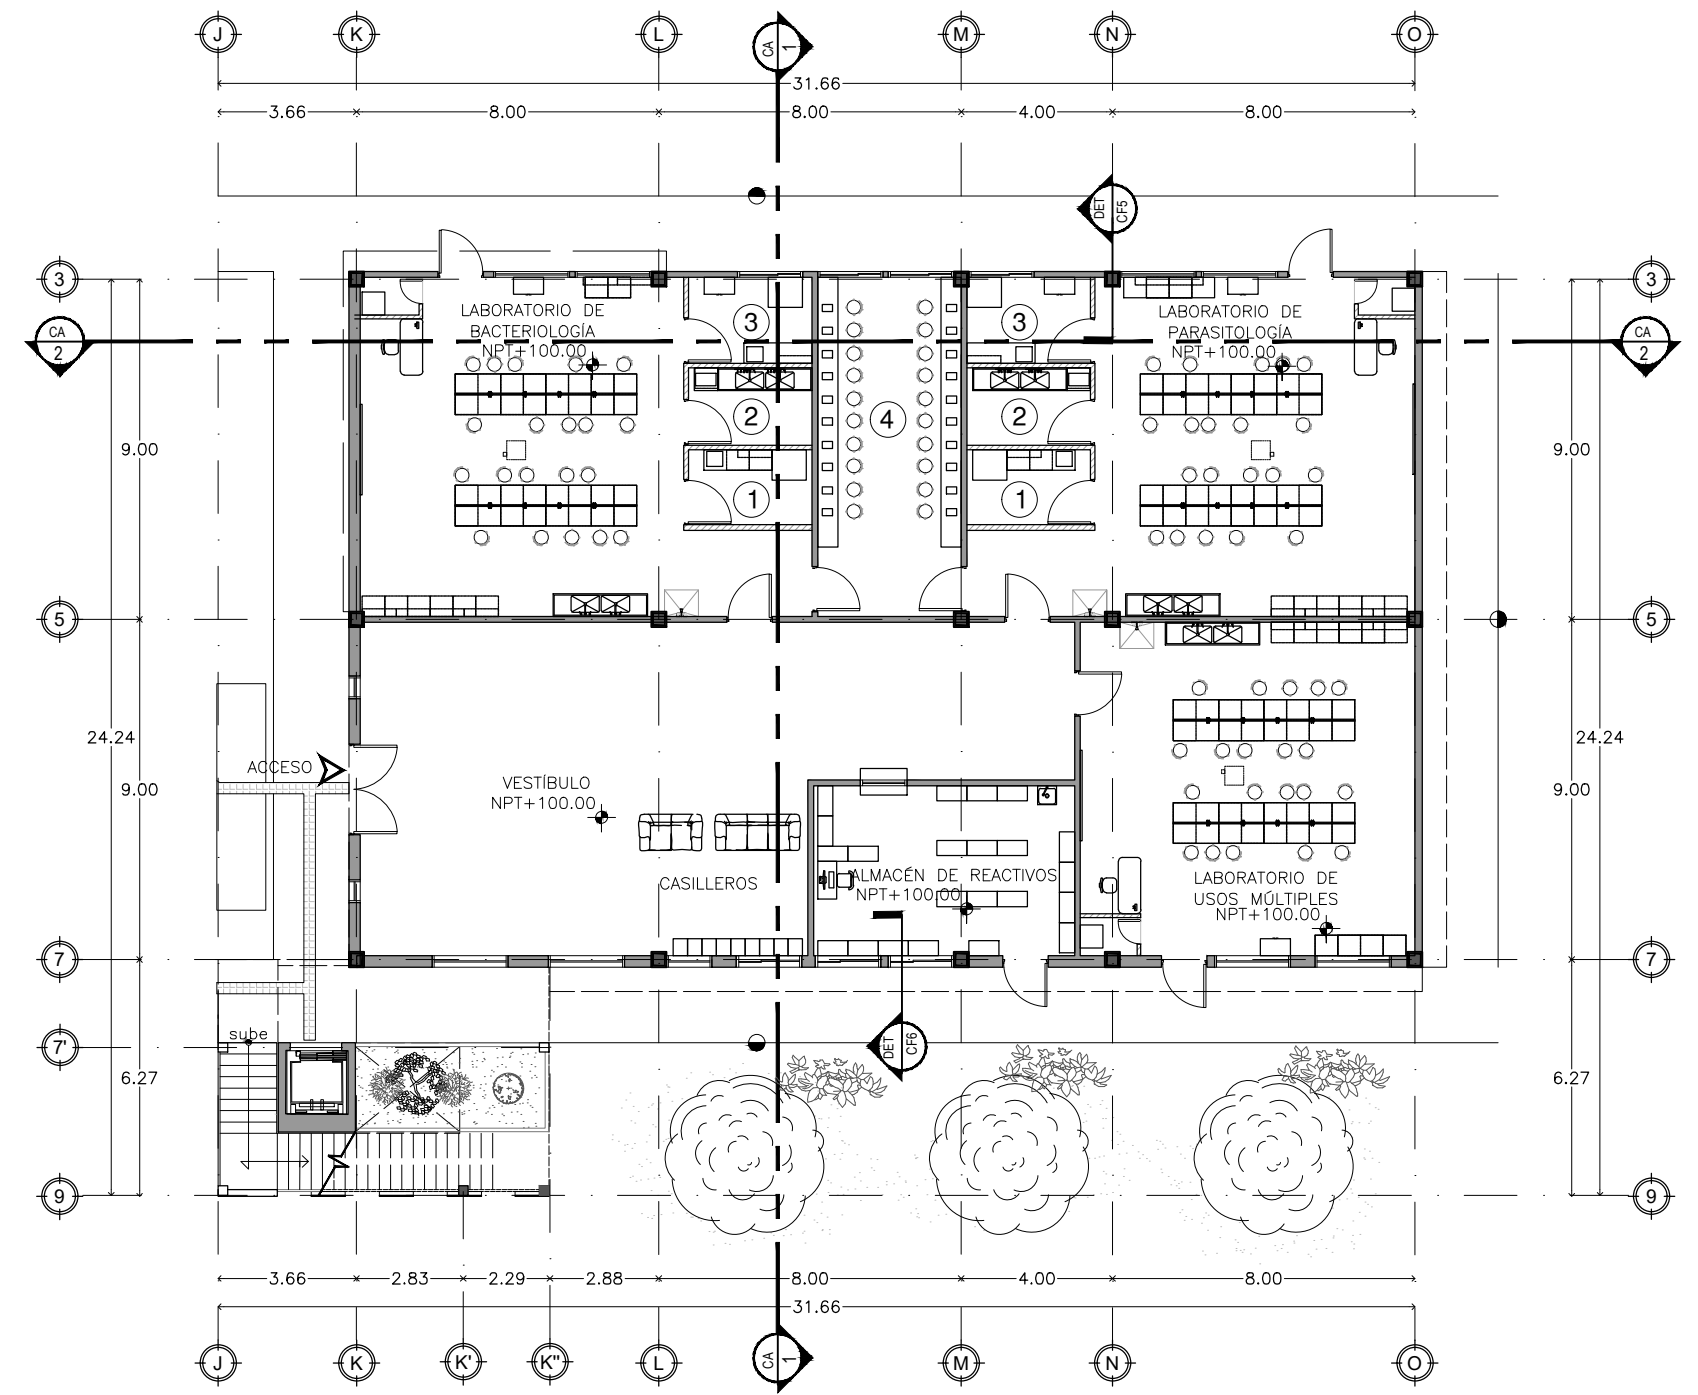 J K L M N O
CA
1
31.66
3.66 8.00 8.00 4.00 8.00
DET
CF5
3 3
LABORATORIO DE
BACTERIOLOGÍA
NPT+100.00
3 3
LABORATORIO DE
PARASITOLOGÍA
NPT+100.00
CA
2
CA
2
2 4 2
9.00 9.00
1 1
5 5
24.24 24.24
ACCESO
VESTÍBULO
NPT+100.00
9.00 9.00
CASILLEROS
ALMACÉN DE REACTIVOS
NPT+100.00
LABORATORIO DE
USOS MÚLTIPLES
NPT+100.00
7 7
sube
7' 7'
DET
CF6
6.27 6.27
9 9
3.66 2.83 2.29 2.88 8.00 4.00 8.00
31.66
CA
1
J K K' K" L M N O